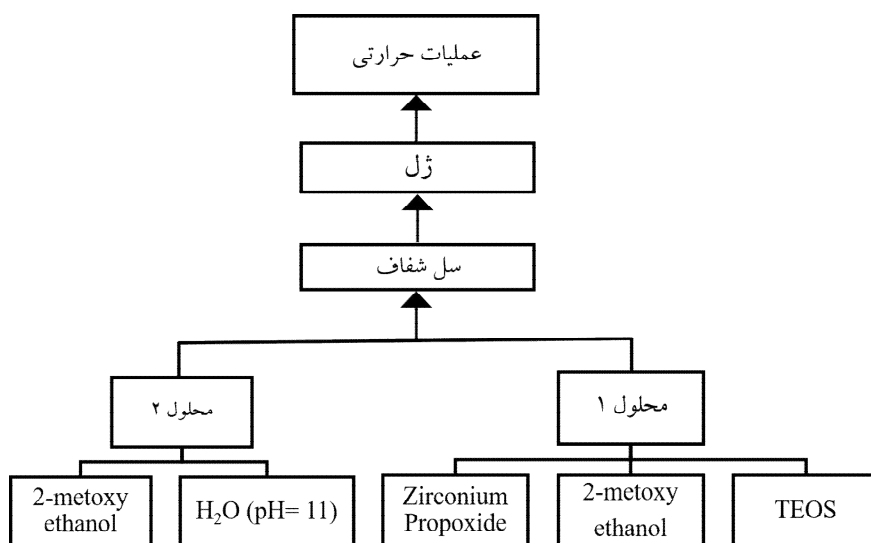 عملیات حرارتی
ژل
سل شفاف
محلول ۱
محلول ۲
TEOS
2-metoxy
ethanol
Zirconium
Propoxide
H₂O (pH= 11)
2-metoxy
ethanol